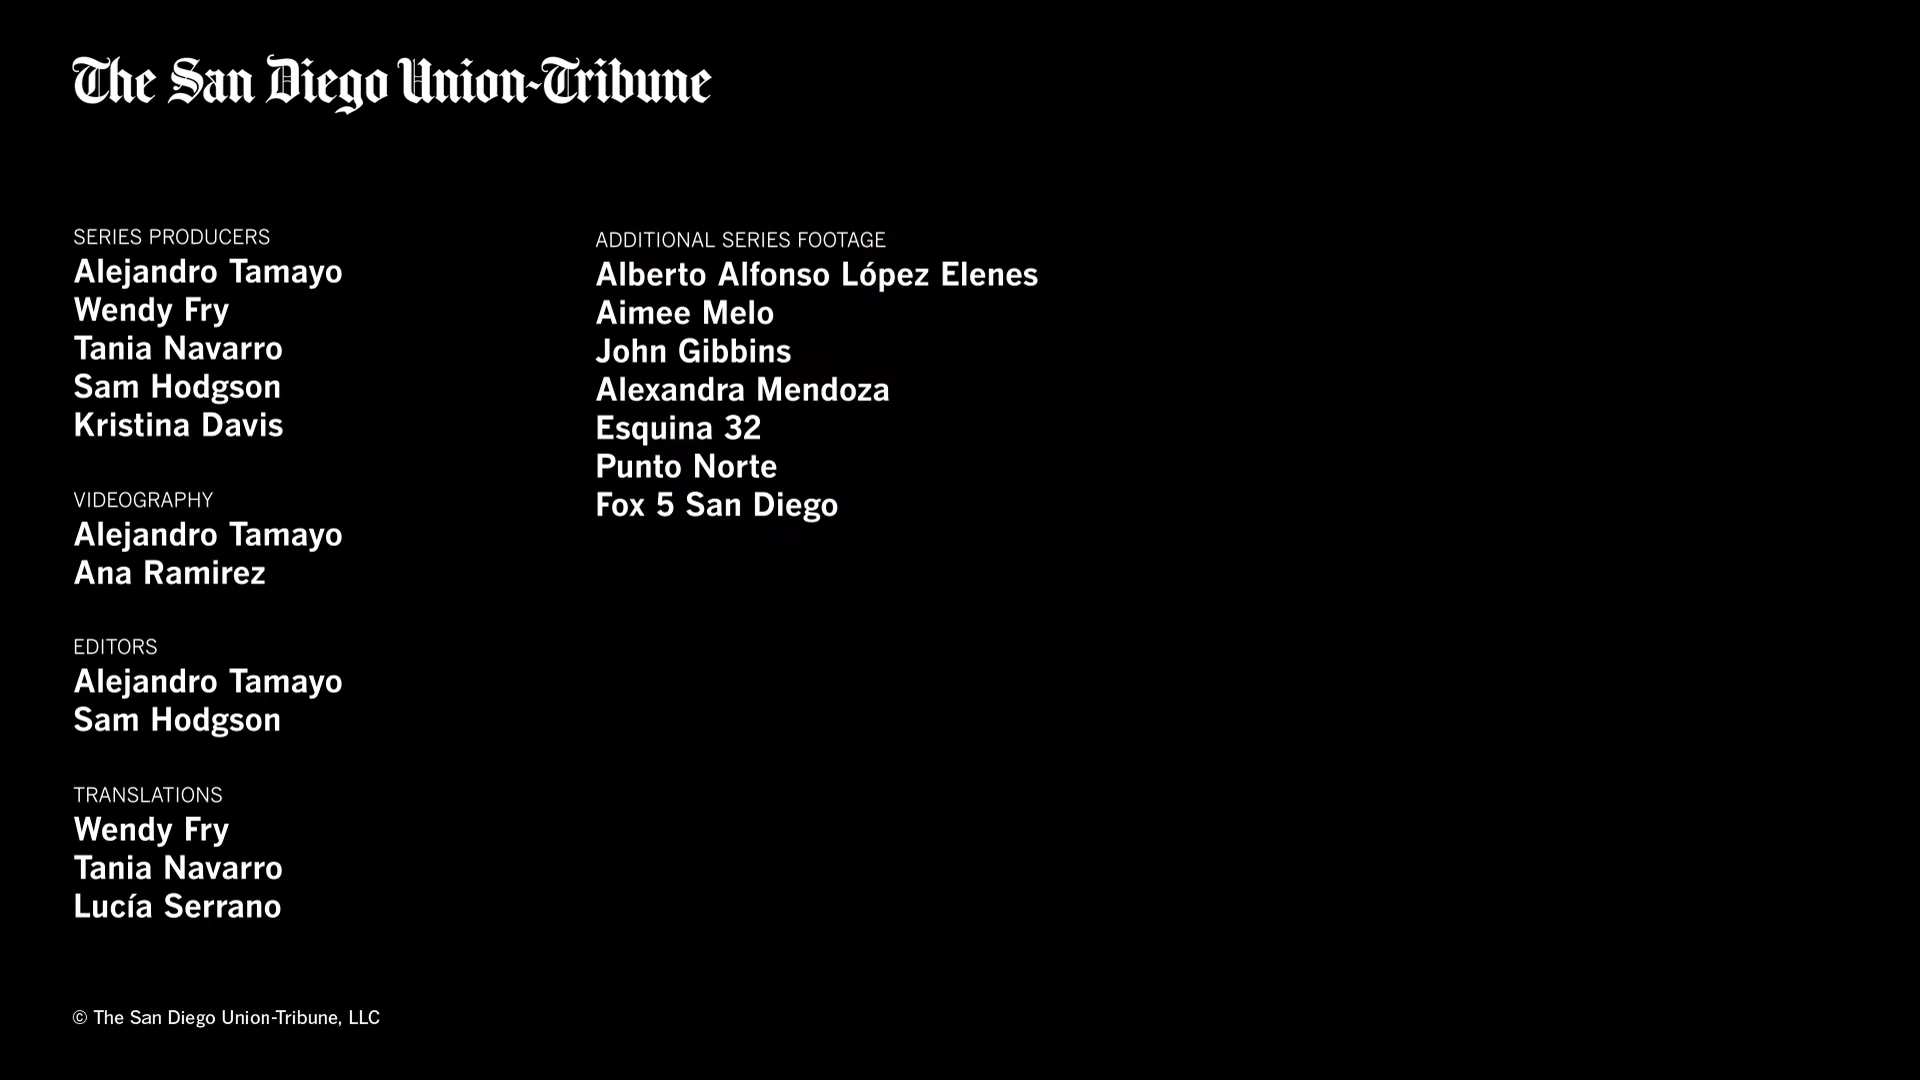 The San Diego Union-Tribune
SERIES PRODUCERS
Alejandro Tamayo
Wendy Fry
Tania Navarro
Sam Hodgson
Kristina Davis
VIDEOGRAPHY
Alejandro Tamayo
Ana Ramirez
EDITORS
Alejandro Tamayo
Sam Hodgson
TRANSLATIONS
Wendy Fry
Tania Navarro
Lucía Serrano
ADDITIONAL SERIES FOOTAGE
Alberto Alfonso López Elenes
Aimee Melo
John Gibbins
Alexandra Mendoza
Esquina 32
Punto Norte
Fox 5 San Diego
© The San Diego Union-Tribune, LLC